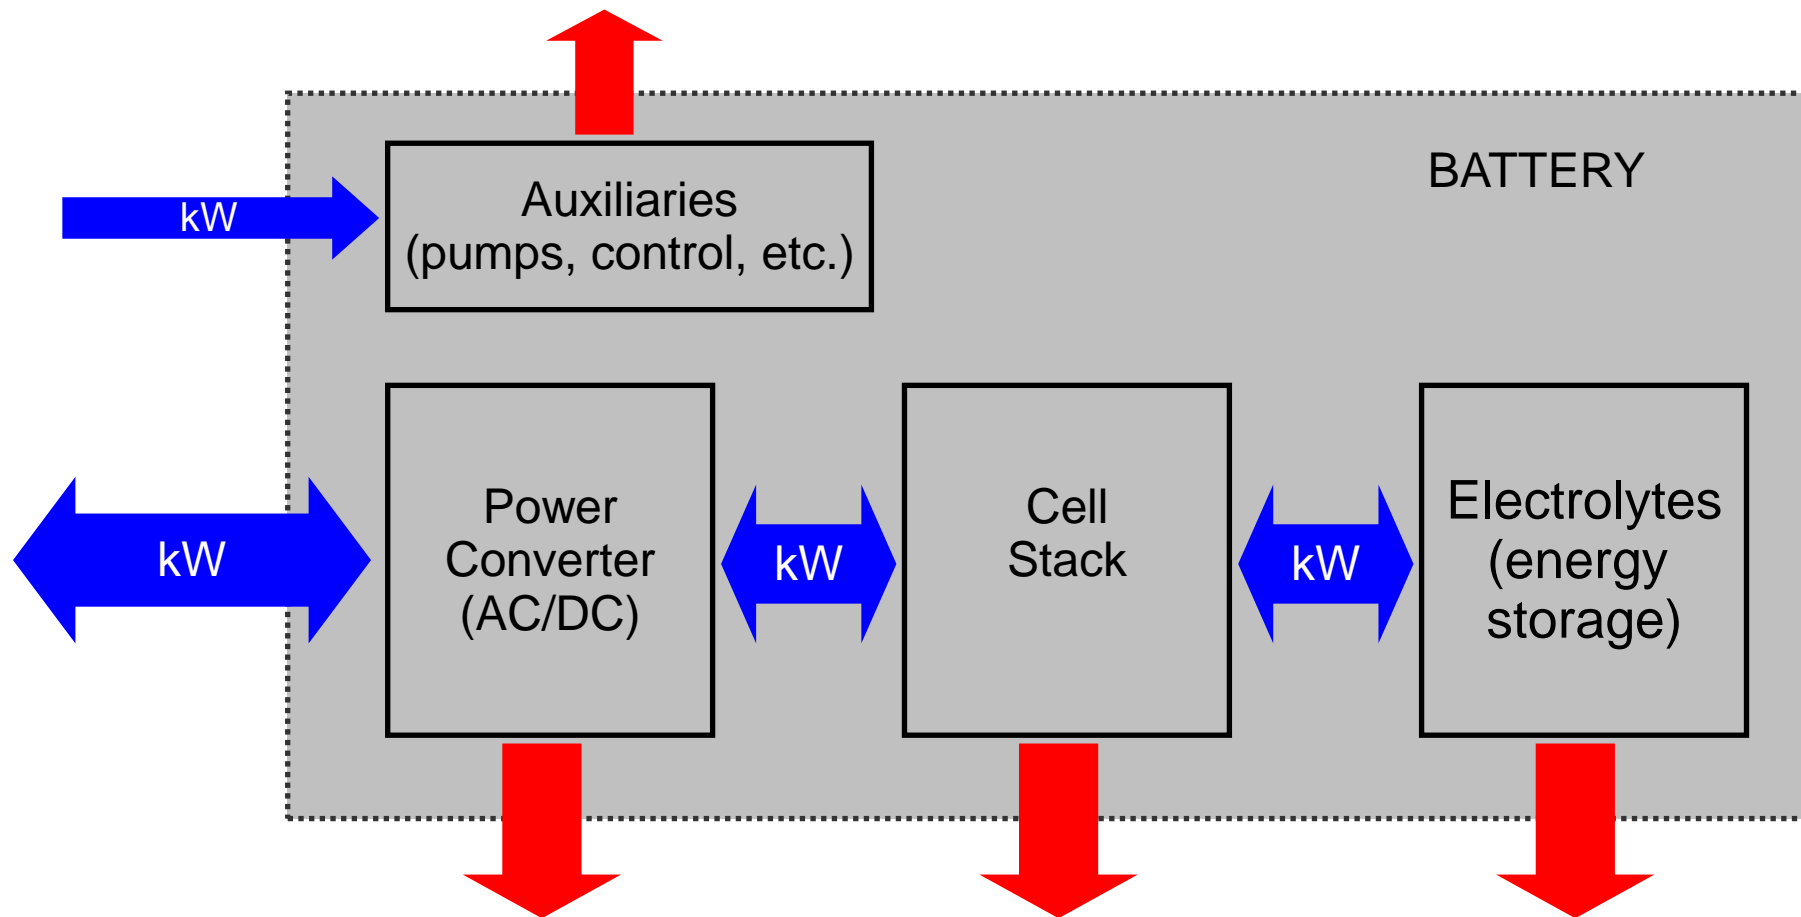 BATTERY
kW
Auxiliaries
(pumps, control, etc.)
kW
Power
Converter
(AC/DC)
kW
Cell
Stack
kW
Electrolytes
(energy
storage)